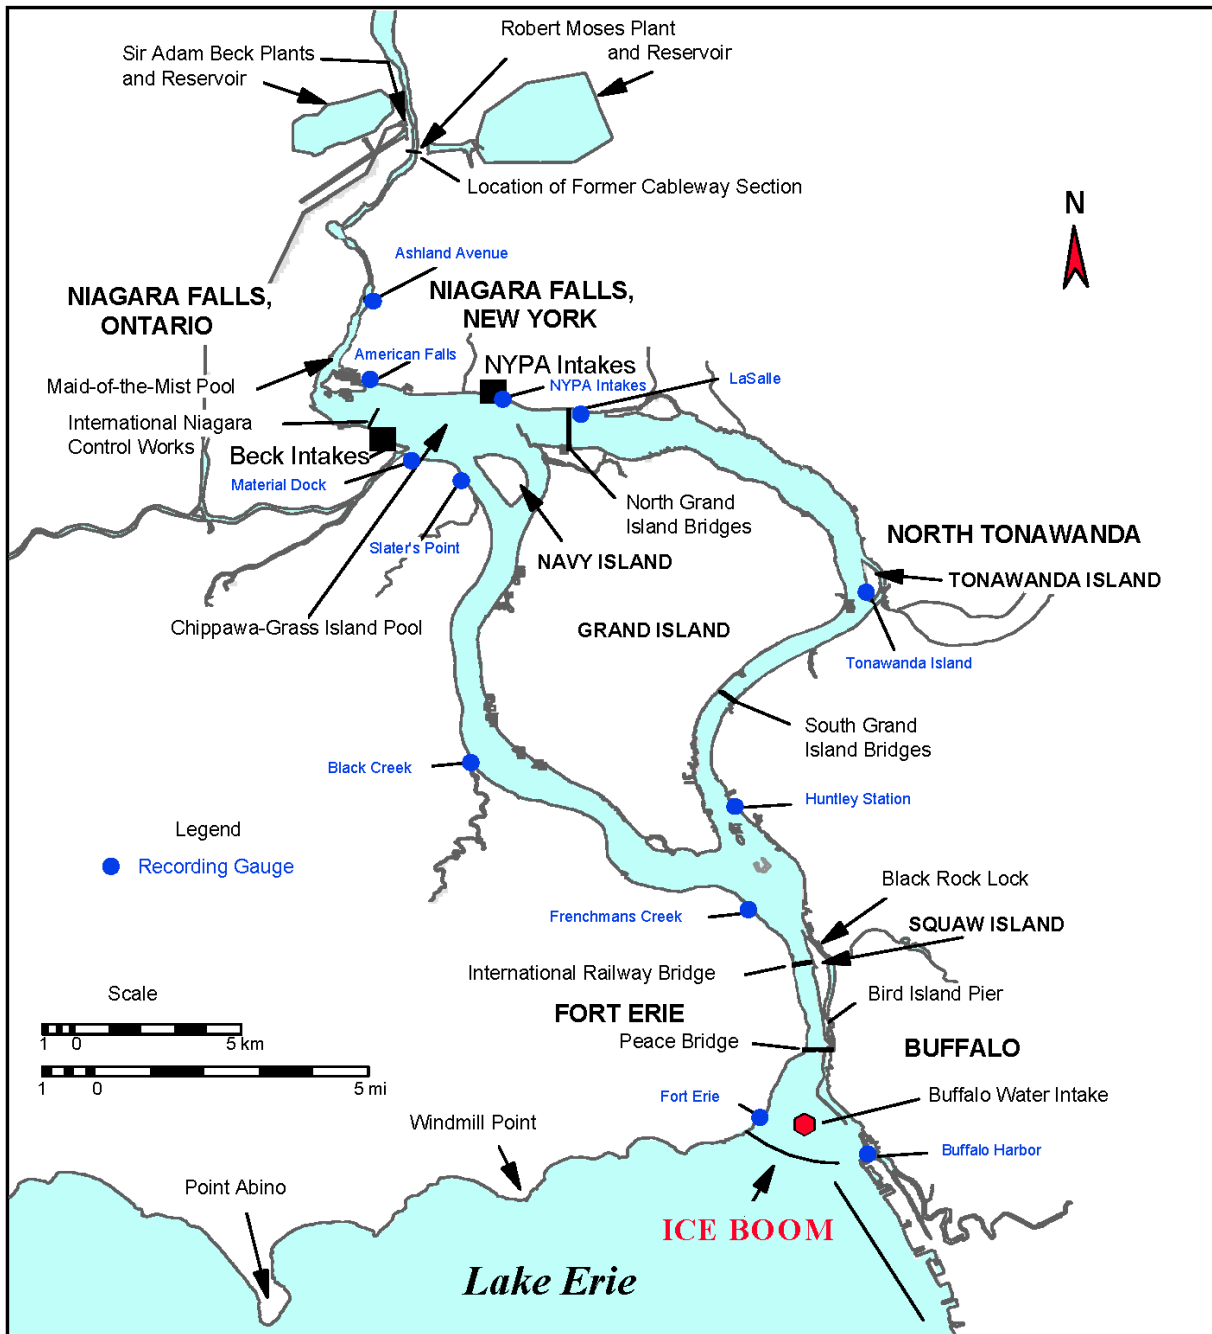 Robert Moses Plant
and Reservoir
Sir Adam Beck Plants
and Reservoir
Location of Former Cableway Section
N
Ashland Avenue
NIAGARA FALLS,
ONTARIO
NIAGARA FALLS,
NEW YORK
American Falls
NYPA Intakes
NYPA Intakes
LaSalle
Maid-of-the-Mist Pool
International Niagara
Control Works
Beck Intakes
Material Dock
North Grand
Island Bridges
NORTH TONAWANDA
Slater's Point
NAVY ISLAND
TONAWANDA ISLAND
Chippawa-Grass Island Pool
GRAND ISLAND
Tonawanda Island
South Grand
Island Bridges
Black Creek
Huntley Station
Legend
Recording Gauge
Black Rock Lock
Frenchmans Creek
SQUAW ISLAND
International Railway Bridge
Scale
Bird Island Pier
FORT ERIE
1 0 5 km
Peace Bridge
BUFFALO
1 0 5 mi
Fort Erie
Buffalo Water Intake
Windmill Point
Buffalo Harbor
Point Abino
ICE BOOM
Lake Erie